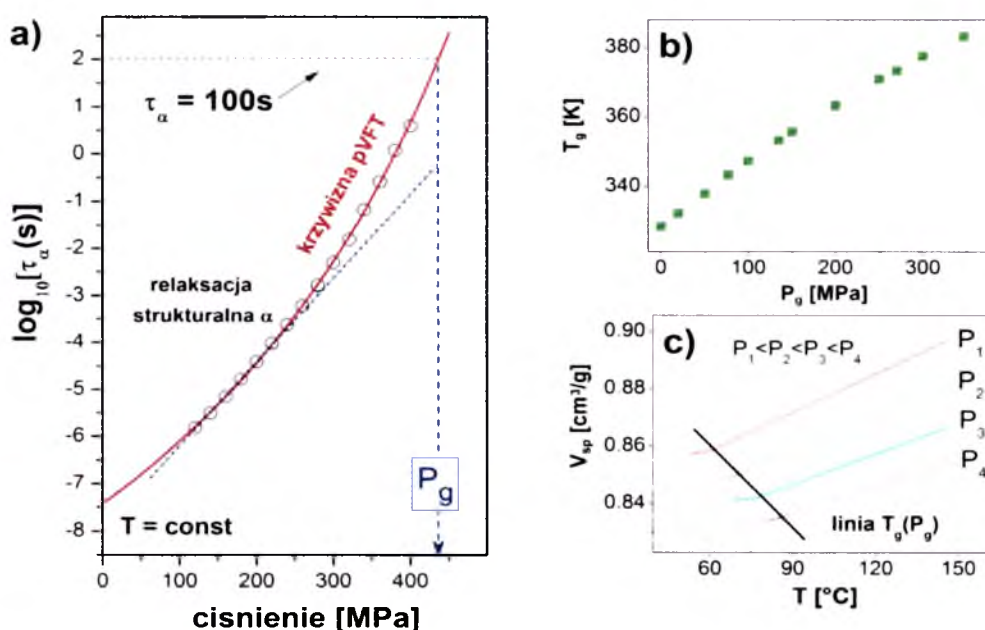 a)
log₁₀[τα(s)]
2
1
0
-1
-2
-3
-4
-5
-6
-7
-8
τα = 100s
krzywizna pVFT
relaksacja
strukturalna α
T = const
Pg
0 100 200 300 400
cisnienie [MPa]
b)
Tg [K]
380
360
340
0 100 200 300
Pg [MPa]
c)
Vsp [cm³/g]
0.90
0.88
0.86
0.84
P₁<P₂<P₃<P₄
P₁
P₂
P₃
P₄
linia Tg(Pg)
60 90 120 150
T [°C]